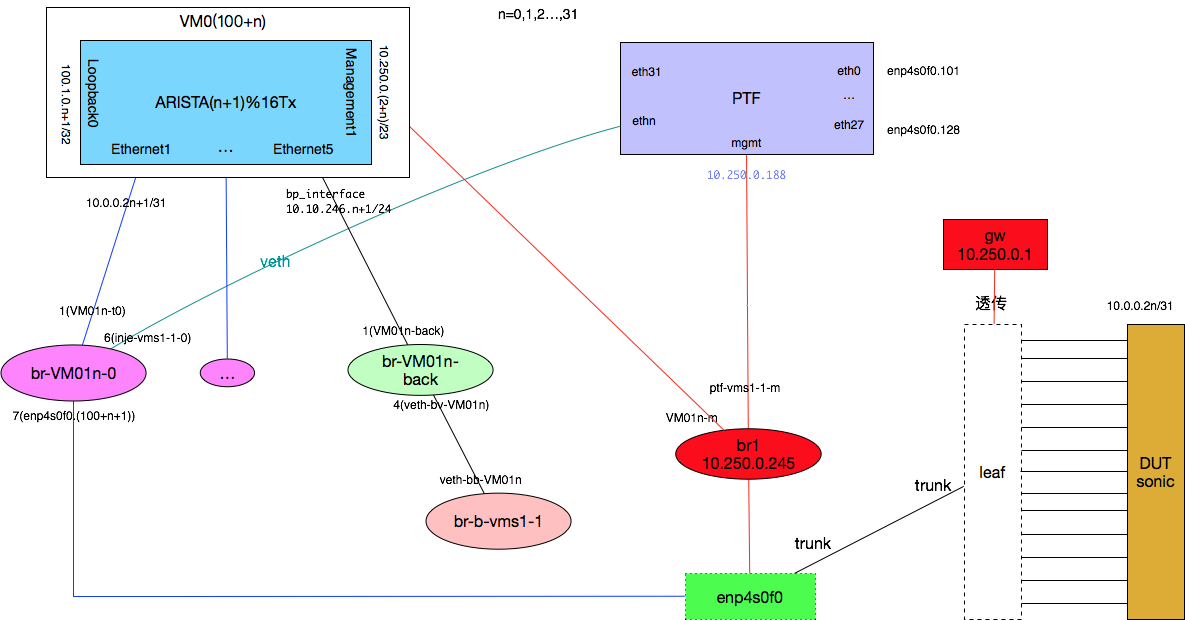 VM0(100+n)
n=0,1,2...,31
100.1.0.n+1/32
Loopback0
ARISTA(n+1)%16Tx
Management1
10.250.0.(2+n)/23
Ethernet1
...
Ethernet5
eth31
eth0
enp4s0f0.101
PTF
...
ethn
eth27
enp4s0f0.128
mgmt
10.250.0.188
10.0.0.2n+1/31
bp_interface
10.10.246.n+1/24
veth
gw
10.250.0.1
透传
10.0.0.2n/31
1(VM01n-t0)
6(inje-vms1-1-0)
1(VM01n-back)
br-VM01n-0
...
br-VM01n-
back
7(enp4s0f0.(100+n+1))
4(veth-bv-VM01n)
ptf-vms1-1-m
VM01n-m
br1
10.250.0.245
leaf
DUT
sonic
veth-bb-VM01n
br-b-vms1-1
trunk
trunk
enp4s0f0